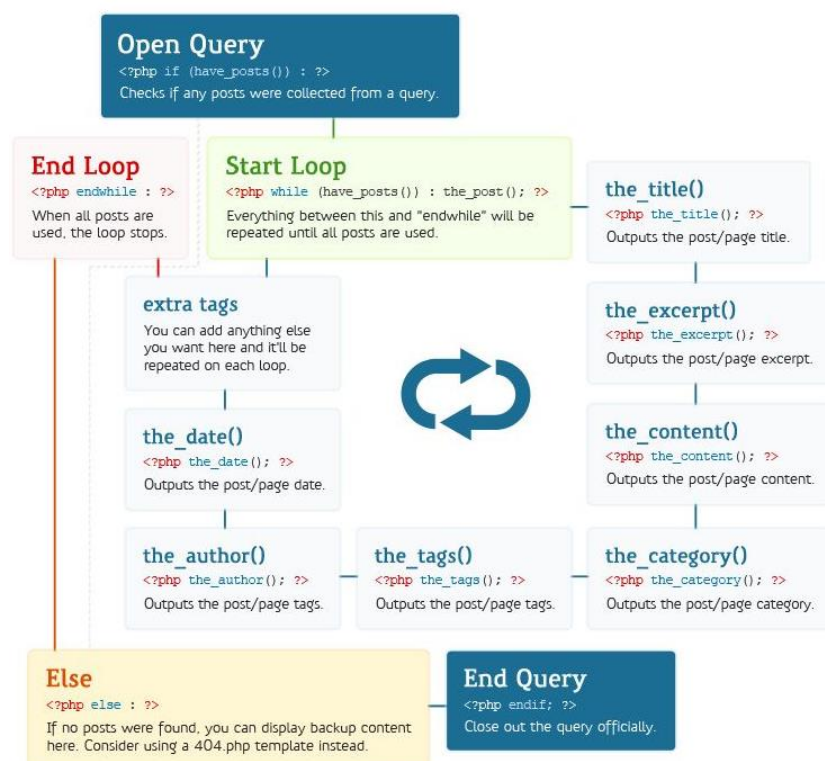 Open Query
<?php if (have_posts()) : ?>
Checks if any posts were collected from a query.
End Loop
<?php endwhile : ?>
When all posts are
used, the loop stops.
Start Loop
<?php while (have_posts()) : the_post(); ?>
Everything between this and "endwhile" will be
repeated until all posts are used.
the_title()
<?php the_title(); ?>
Outputs the post/page title.
the_excerpt()
<?php the_excerpt(); ?>
Outputs the post/page excerpt.
the_content()
<?php the_content(); ?>
Outputs the post/page content.
the_category()
<?php the_category(); ?>
Outputs the post/page category.
the_tags()
<?php the_tags(); ?>
Outputs the post/page tags.
the_author()
<?php the_author(); ?>
Outputs the post/page tags.
the_date()
<?php the_date(); ?>
Outputs the post/page date.
extra tags
You can add anything else
you want here and it'll be
repeated on each loop.
Else
<?php else : ?>
If no posts were found, you can display backup content
here. Consider using a 404.php template instead.
End Query
<?php endif; ?>
Close out the query officially.